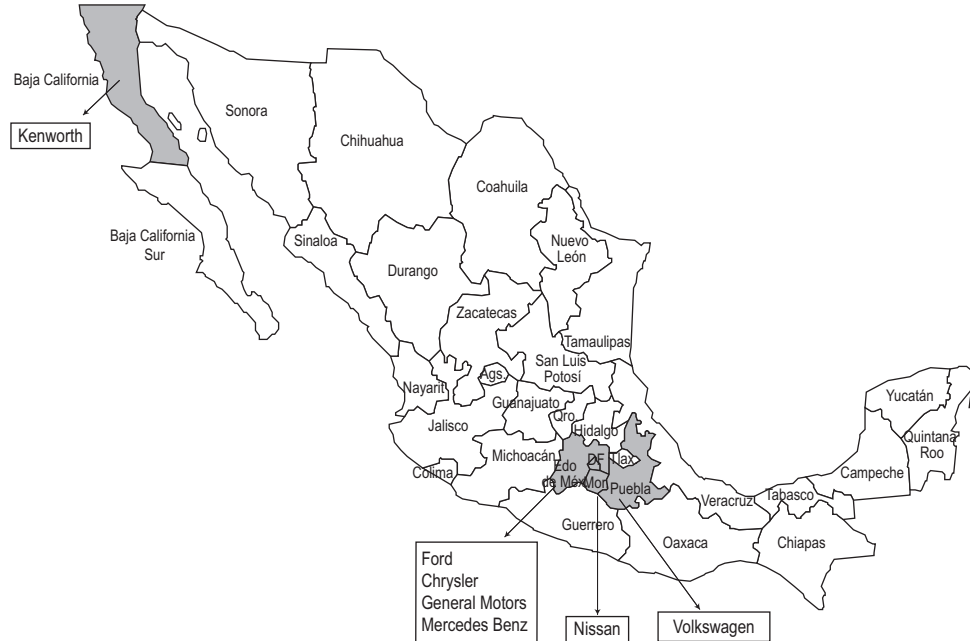 Baja California
Kenworth
Sonora
Chihuahua
Coahuila
Baja California
Sur
Sinaloa
Durango
Nuevo
León
Zacatecas
Tamaulipas
San Luis
Potosí
Nayarit
Ags.
Guanajuato
Qro.
Hidalgo
Jalisco
Michoacán
Colima
Edo
de Méx
DF
Tlax
Mor
Puebla
Guerrero
Veracruz
Oaxaca
Tabasco
Chiapas
Campeche
Yucatán
Quintana
Roo
Ford
Chrysler
General Motors
Mercedes Benz
Nissan
Volkswagen